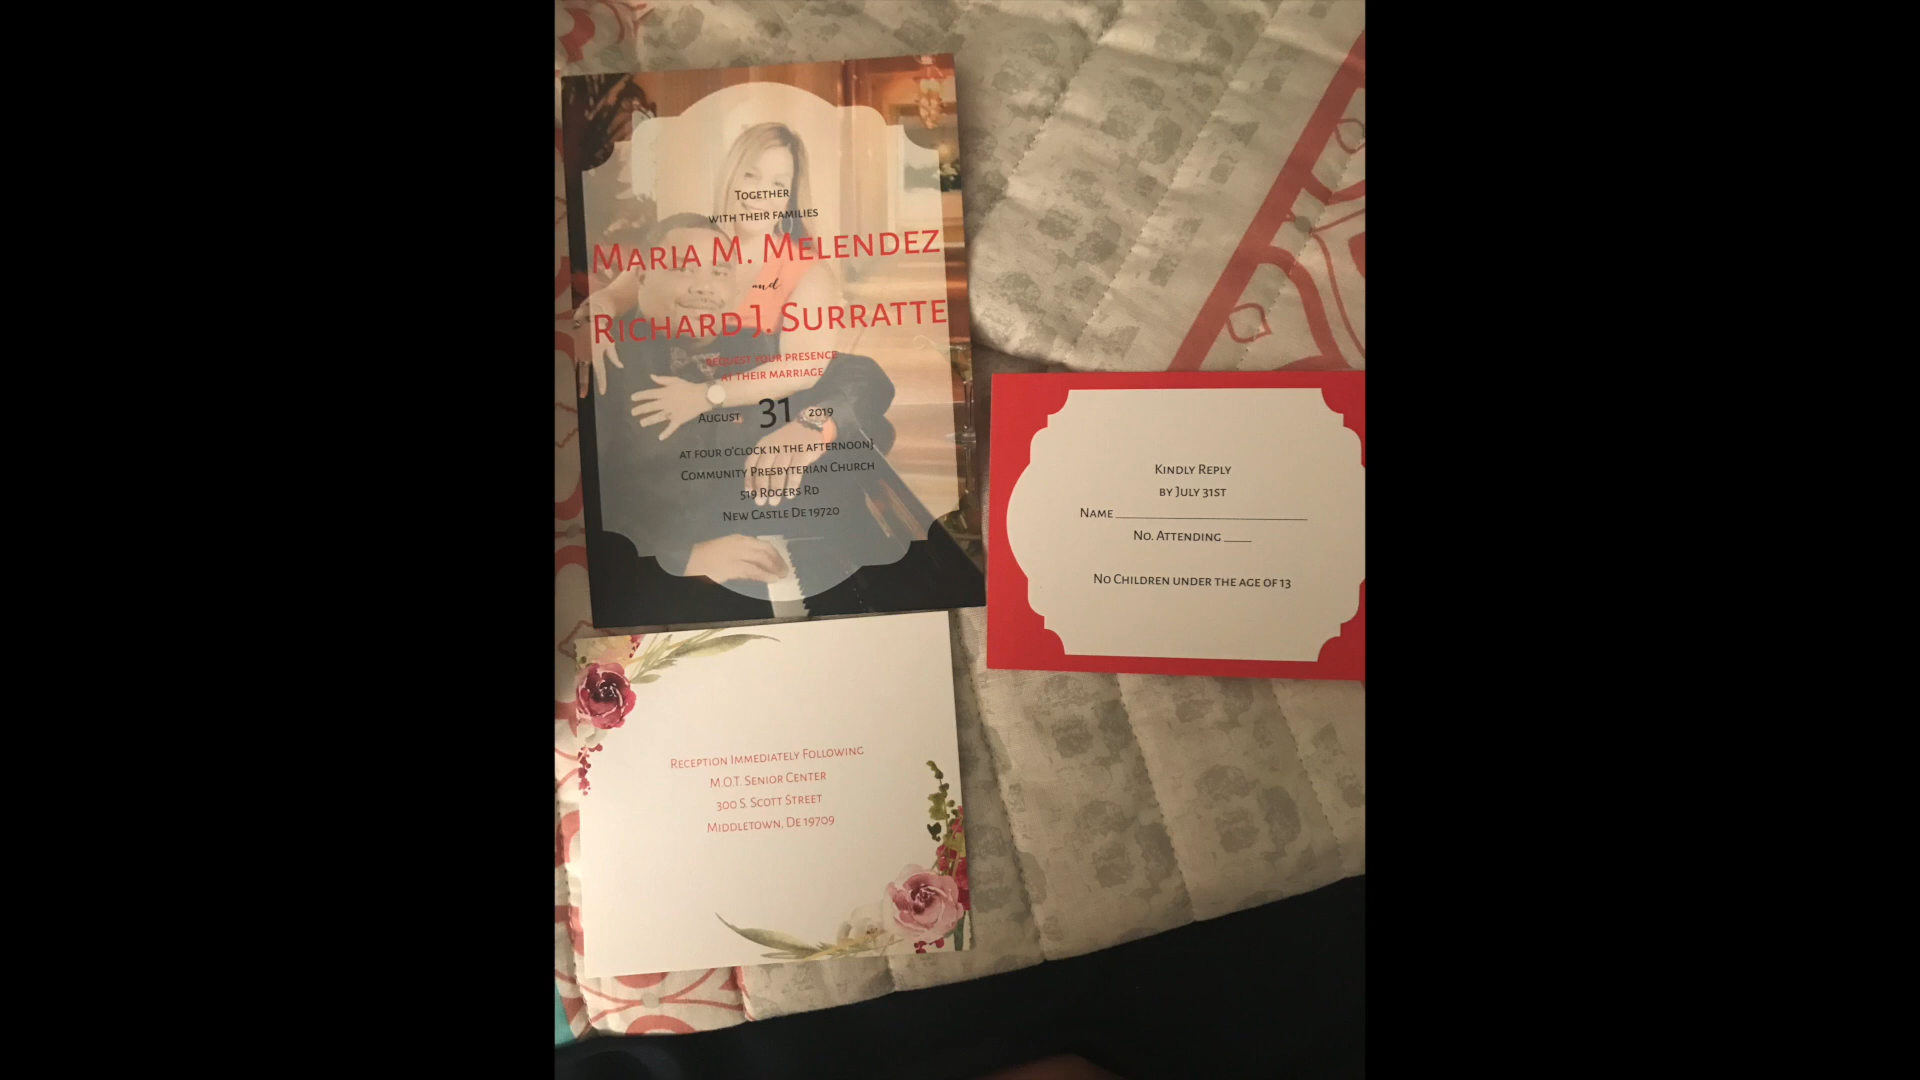 Together
with their families
Maria M. Melendez
and
Richard J. Surratte
request your presence
at their marriage
August 31 2019
at four o'clock in the afternoon}
Community Presbyterian Church
519 Rogers Rd
New Castle De 19720
Kindly Reply
by July 31st
Name ____________________
No. Attending ____
No Children under the age of 13
Reception Immediately Following
M.O.T. Senior Center
300 S. Scott Street
Middletown, De 19709